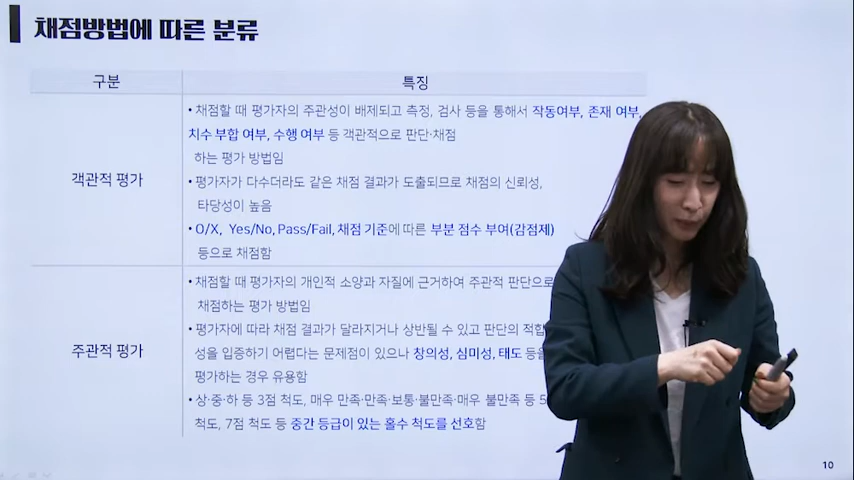 채점방법에 따른 분류
구분
특징
객관적 평가
• 채점할 때 평가자의 주관성이 배제되고 측정, 검사 등을 통해서 작동여부, 존재 여부,
치수 부합 여부, 수행 여부 등 객관적으로 판단·채점
하는 평가 방법임
• 평가자가 다수더라도 같은 채점 결과가 도출되므로 채점의 신뢰성,
타당성이 높음
• O/X, Yes/No, Pass/Fail, 채점 기준에 따른 부분 점수 부여(감점제)
등으로 채점함
주관적 평가
• 채점할 때 평가자의 개인적 소양과 자질에 근거하여 주관적 판단으로
채점하는 평가 방법임
• 평가자에 따라 채점 결과가 달라지거나 상반될 수 있고 판단의 적합
성을 입증하기 어렵다는 문제점이 있으나 창의성, 심미성, 태도 등을
평가하는 경우 유용함
• 상·중·하 등 3점 척도, 매우 만족·만족·보통·불만족·매우 불만족 등 5
척도, 7점 척도 등 중간 등급이 있는 홀수 척도를 선호함
10